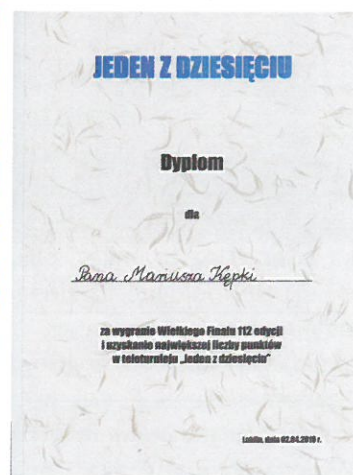 JEDEN Z DZIESIĘCIU
Dyplom
dla
Pana Mariusza Kępki
za wygranie Wielkiego Finału 112 edycji
i uzyskanie największej liczby punktów
w teleturnieju „Jeden z dziesięciu”
Lublin, dnia 02.04.2019 r.